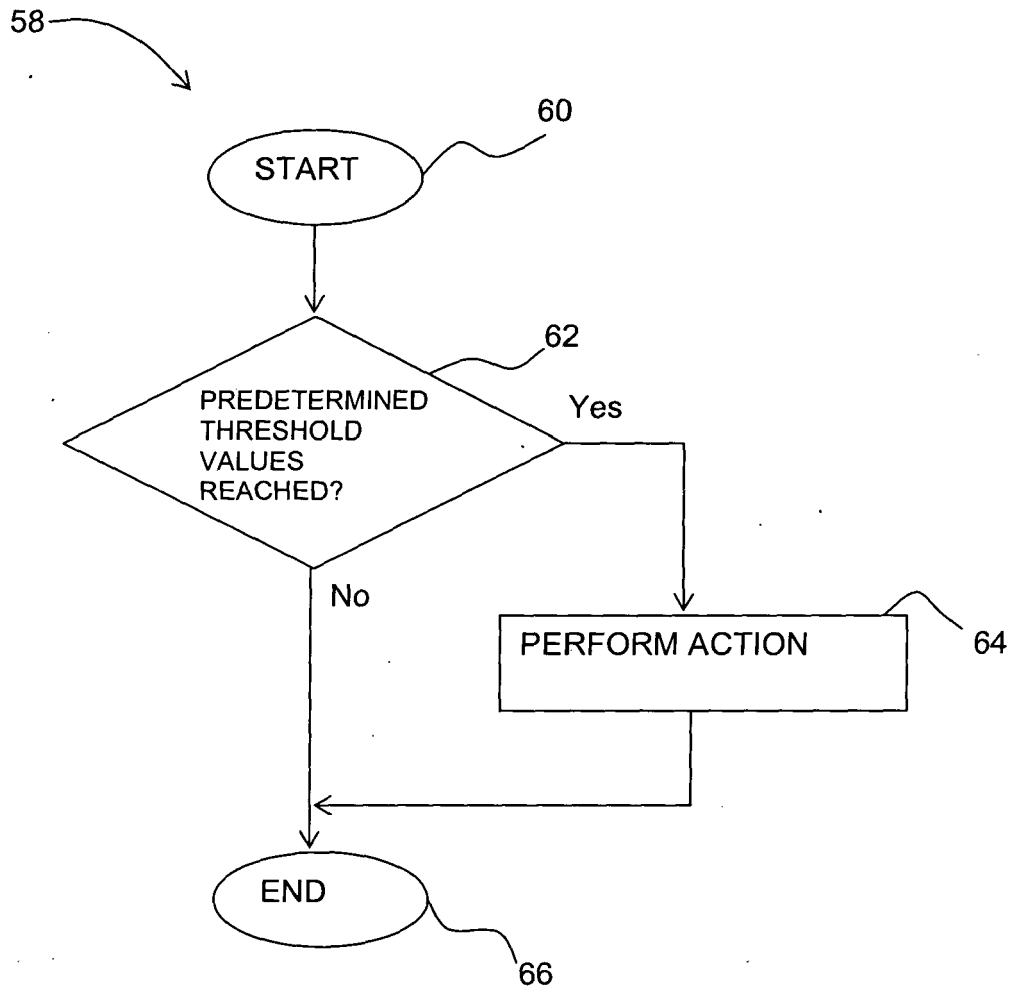 58
60
START
62
PREDETERMINED
THRESHOLD
VALUES
REACHED?
Yes
No
PERFORM ACTION
64
END
66